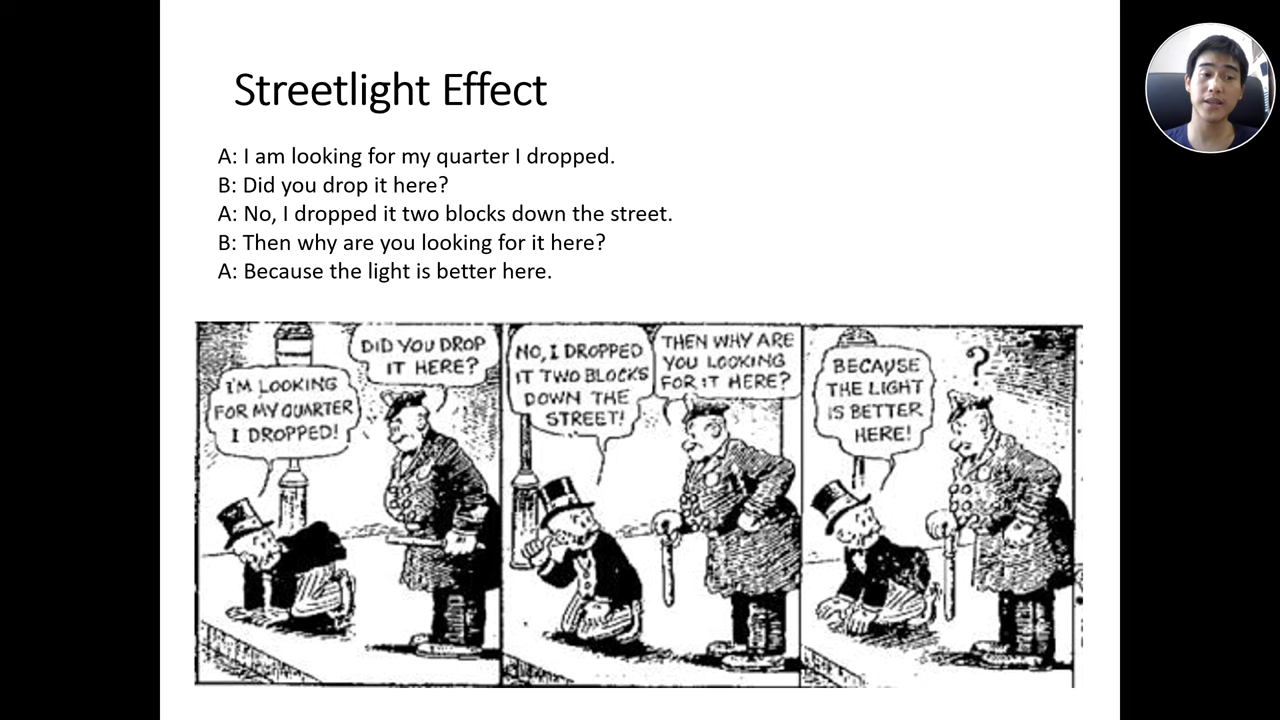 Streetlight Effect
A: I am looking for my quarter I dropped.
B: Did you drop it here?
A: No, I dropped it two blocks down the street.
B: Then why are you looking for it here?
A: Because the light is better here.
I'M LOOKING
FOR MY QUARTER
I DROPPED!
DID YOU DROP
IT HERE?
NO, I DROPPED
IT TWO BLOCKS
DOWN THE
STREET!
THEN WHY ARE
YOU LOOKING
FOR IT HERE?
BECAUSE
THE LIGHT
IS BETTER
HERE!
?